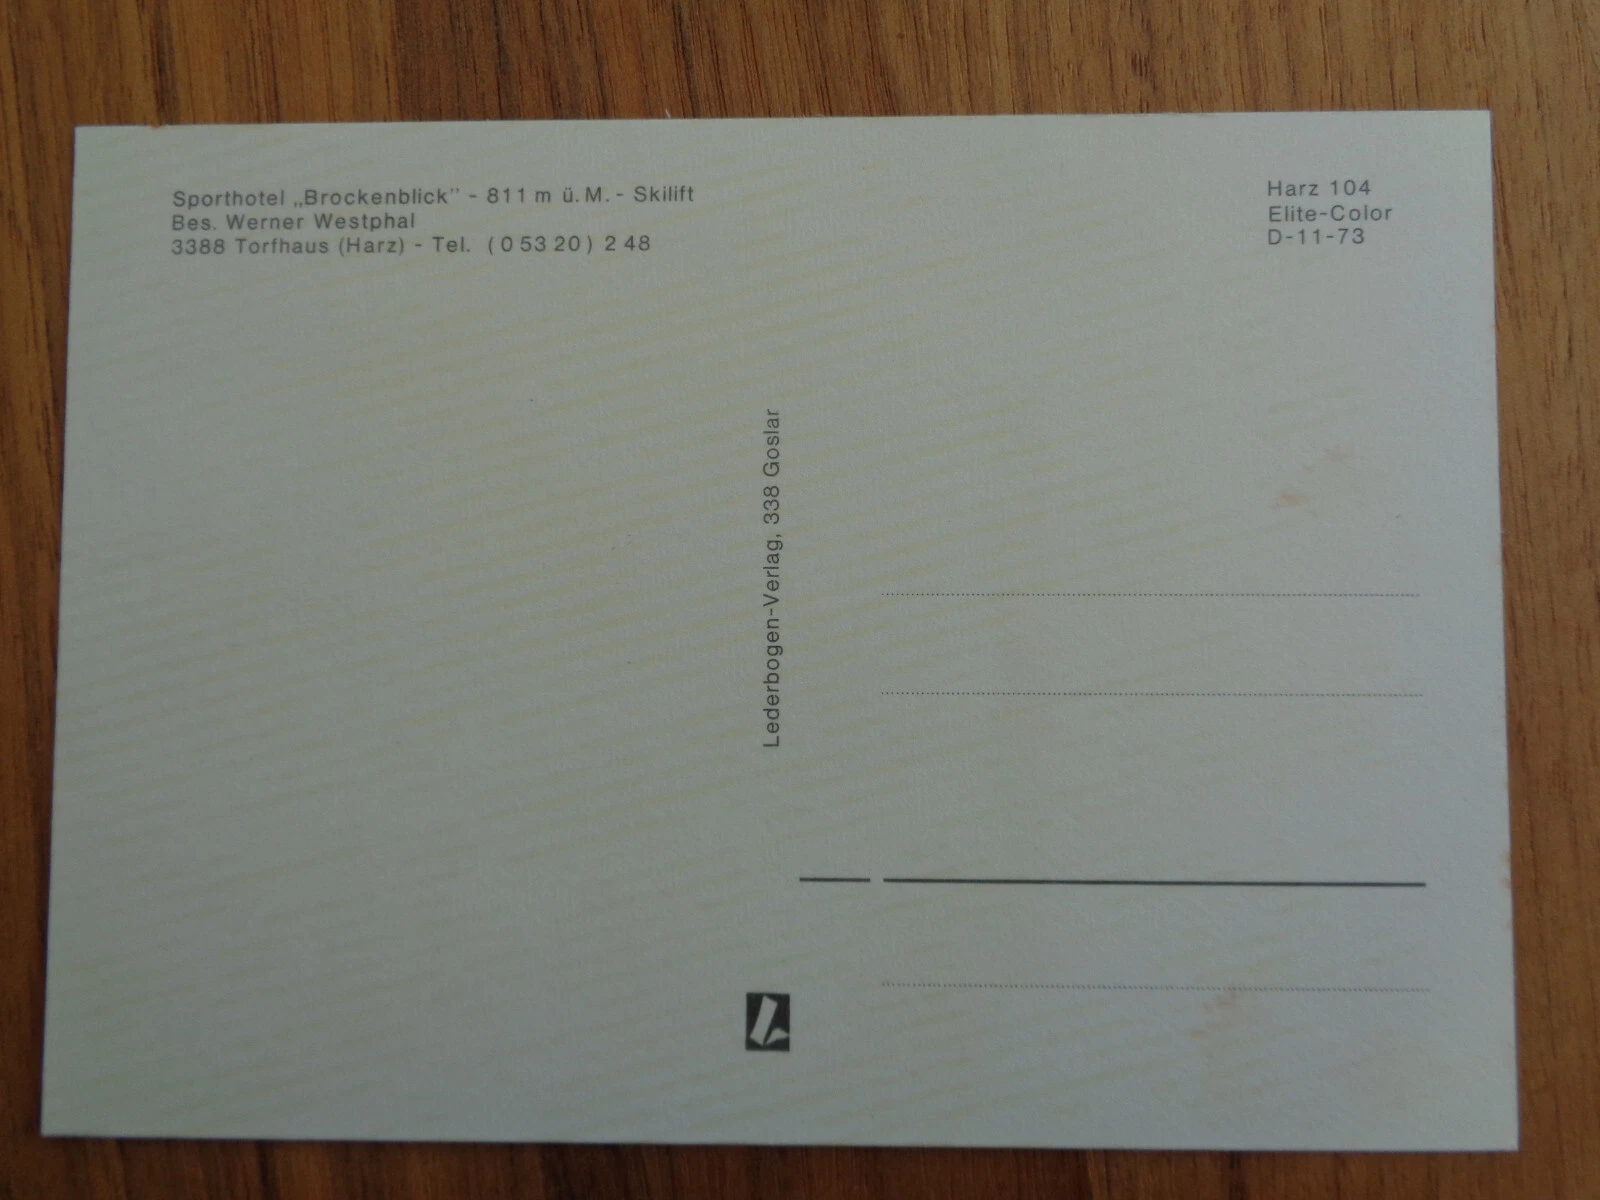 Sporthotel „Brockenblick” - 811 m ü. M. - Skilift
Bes. Werner Westphal
3388 Torfhaus (Harz) - Tel. (0 53 20) 2 48
Harz 104
Elite-Color
D-11-73
Lederbogen-Verlag, 338 Goslar